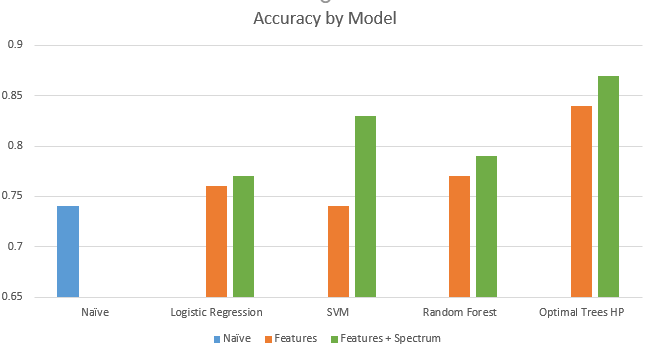 Accuracy by Model
0.9
0.85
0.8
0.75
0.7
0.65
Naïve
Logistic Regression
SVM
Random Forest
Optimal Trees HP
Naïve
Features
Features + Spectrum